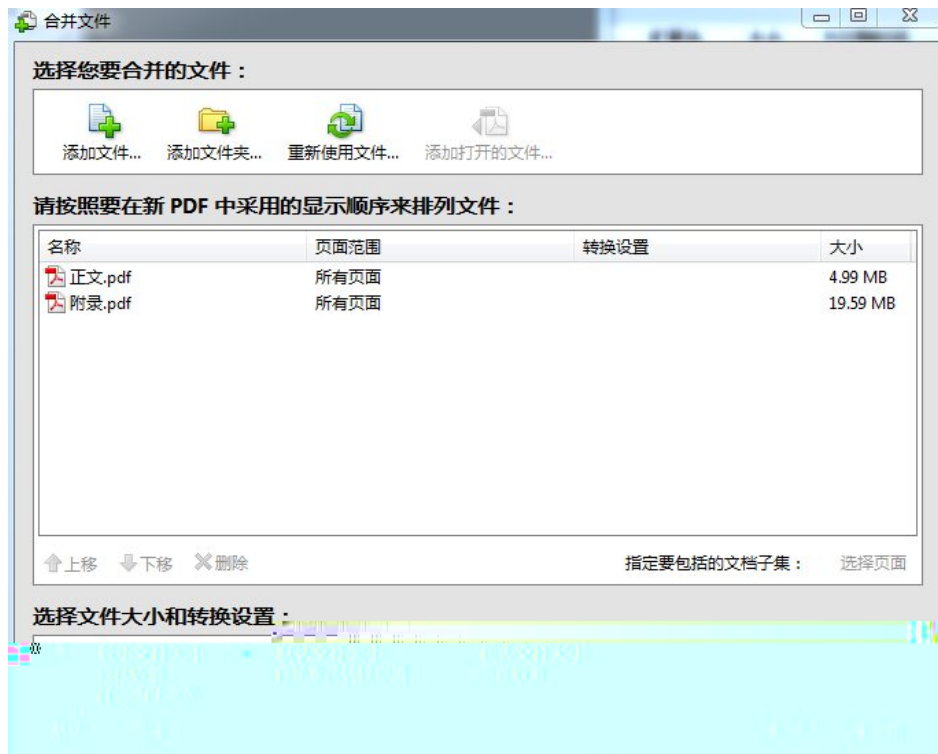 合并文件
选择您要合并的文件：
添加文件... 添加文件夹... 重新使用文件... 添加打开的文件...
请按照要在新 PDF 中采用的显示顺序来排列文件：
名称 页面范围 转换设置 大小
正文.pdf 所有页面 4.99 MB
附录.pdf 所有页面 19.59 MB
上移 下移 删除 指定要包括的文档子集： 选择页面
选择文件大小和转换设置：